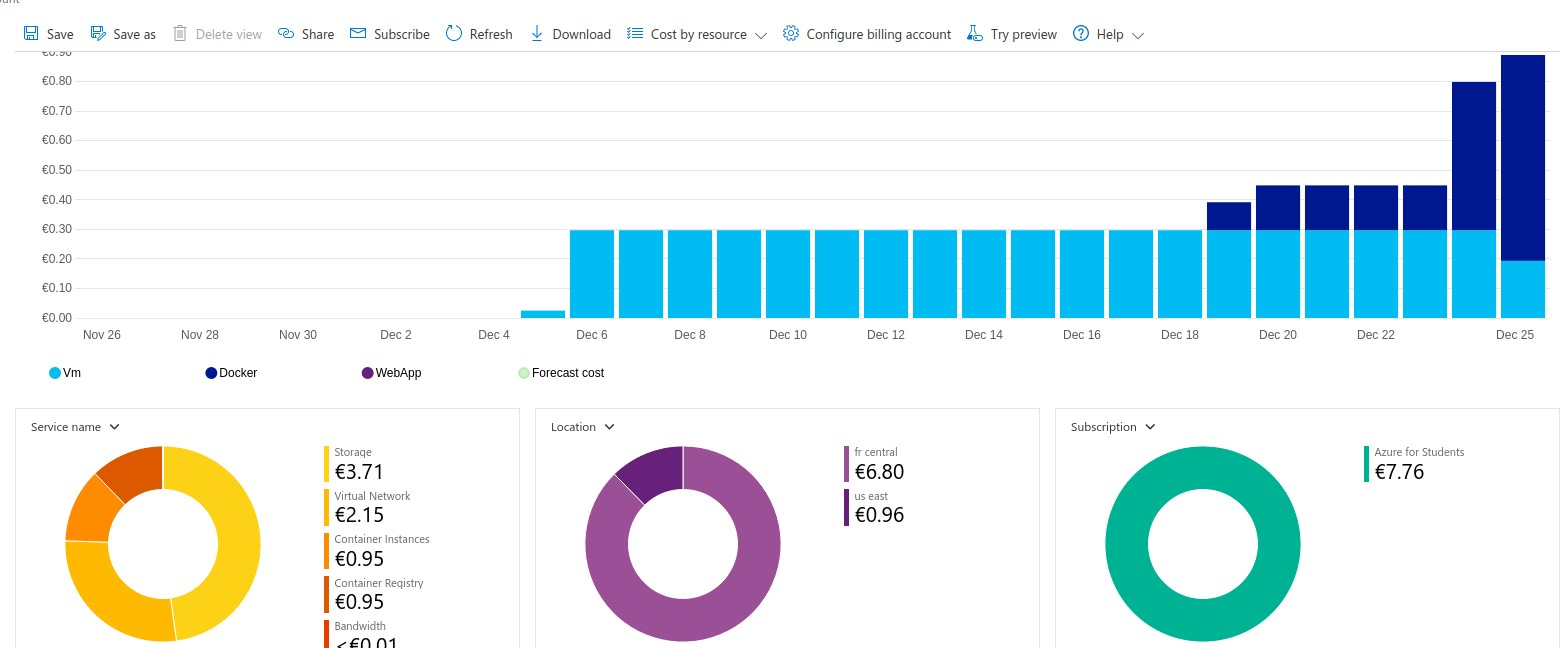 Save Save as Delete view Share Subscribe Refresh Download Cost by resource Configure billing account Try preview Help
€0.90
€0.80
€0.70
€0.60
€0.50
€0.40
€0.30
€0.20
€0.10
€0.00
Nov 26 Nov 28 Nov 30 Dec 2 Dec 4 Dec 6 Dec 8 Dec 10 Dec 12 Dec 14 Dec 16 Dec 18 Dec 20 Dec 22 Dec 25
Vm Docker WebApp Forecast cost
Service name
Storage
€3.71
Virtual Network
€2.15
Container Instances
€0.95
Container Registry
€0.95
Bandwidth
<€0.01
Location
fr central
€6.80
us east
€0.96
Subscription
Azure for Students
€7.76